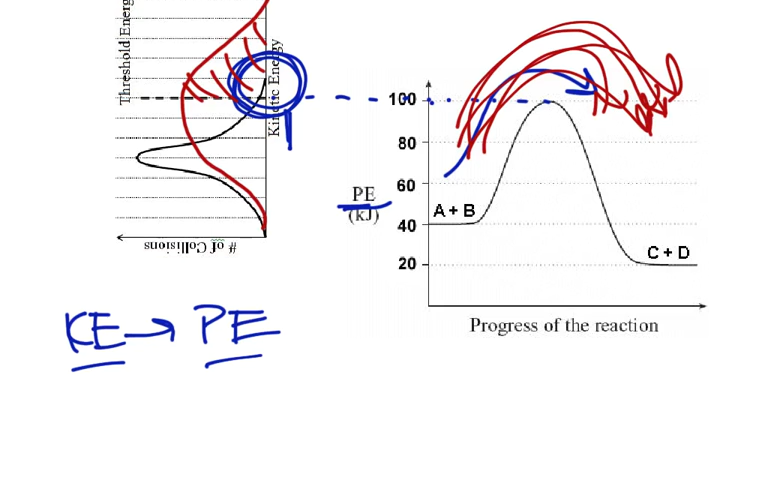 Threshold Energ
Kinetic Energy
# of Collisions
PE
(kJ)
100
80
60
40
20
A + B
C + D
Progress of the reaction
KE → PE